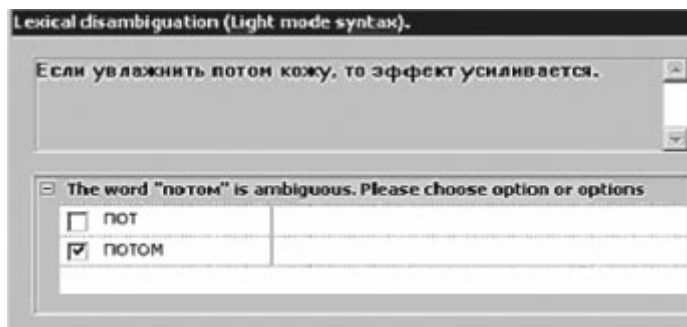 Lexical disambiguation (Light mode syntax).
Если увлажнить потом кожу, то эффект усиливается.
The word "потом" is ambiguous. Please choose option or options
пот
потом